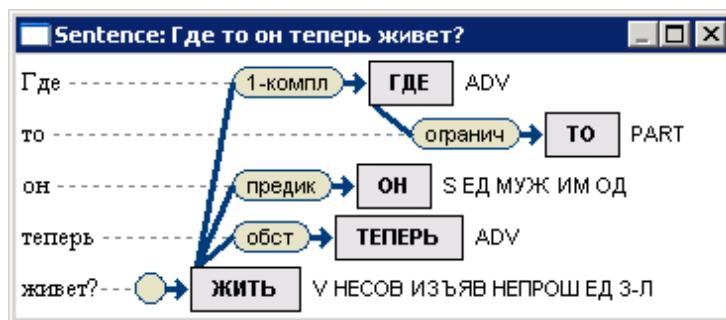 Sentence: Где то он теперь живет?
Где 1-компл ГДЕ ADV
то огранич ТО PART
он предик ОН S ЕД МУЖ ИМ ОД
теперь обст ТЕПЕРЬ ADV
живет? ЖИТЬ V НЕСОВ ИЗЪЯВ НЕПРОШ ЕД 3-Л